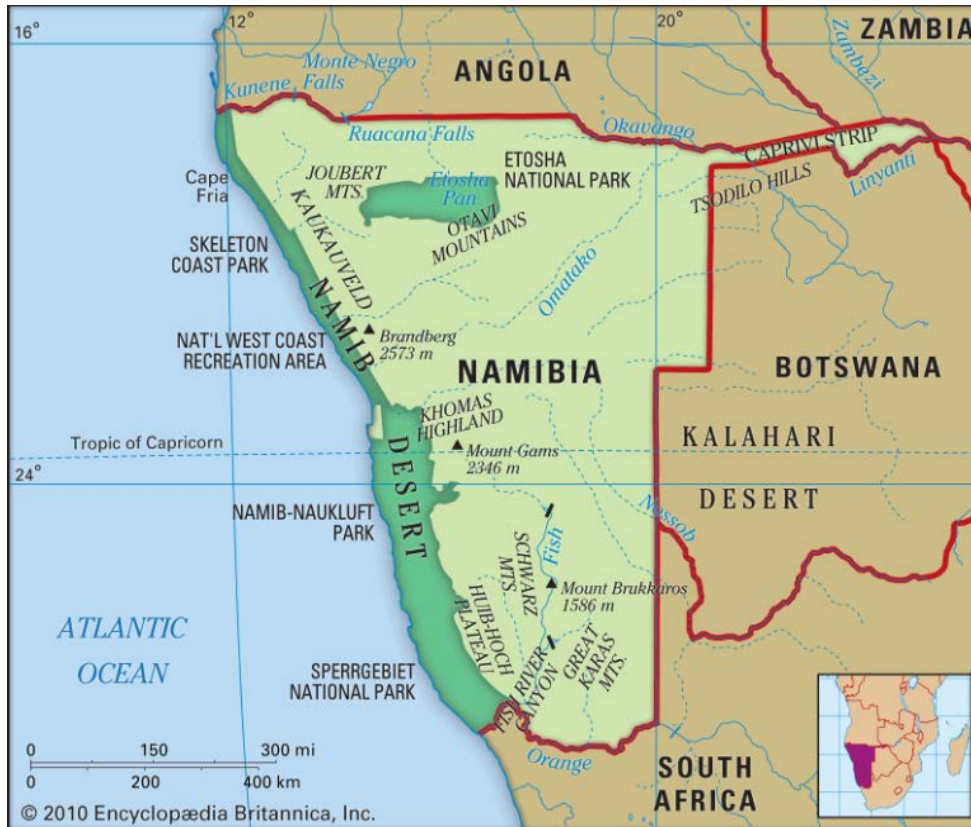 12°
20°
16°
ZAMBIA
Zambezi
Monte Negro
Falls
ANGOLA
Kunene
Ruacana Falls
Okavango
CAPRIVI STRIP
Linyanti
ETOSHA
NATIONAL PARK
JOUBERT
MTS.
Etosha
Pan
TSODILO HILLS
Cape
Fria
OTAVI
MOUNTAINS
KAUKAUVELD
SKELETON
COAST PARK
Omatako
NAMIB
DESERT
NAT'L WEST COAST
RECREATION AREA
Brandberg
2573 m
NAMIBIA
BOTSWANA
KHOMAS
HIGHLAND
Tropic of Capricorn
Mount Gams
2346 m
KALAHARI
DESERT
24°
NAMIB-NAUKLUFT
PARK
Nossob
Fish
SCHWARZ
MTS.
Mount Brukkaros
1586 m
HUIB-HOCH
PLATEAU
ATLANTIC
OCEAN
GREAT
KARAS
MTS.
FISH RIVER
CANYON
SPERRGEBIET
NATIONAL PARK
Orange
SOUTH
AFRICA
0 150 300 mi
0 200 400 km
© 2010 Encyclopædia Britannica, Inc.